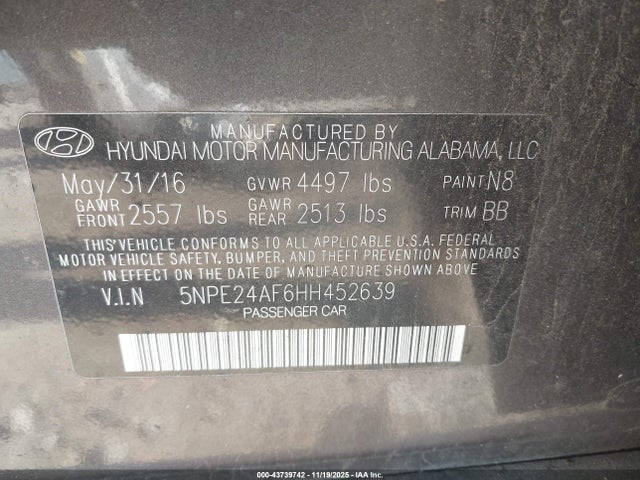 MANUFACTURED BY
HYUNDAI MOTOR MANUFACTURING ALABAMA, LLC
May/31/16 GVWR 4497 lbs PAINT N8
GAWR FRONT 2557 lbs GAWR REAR 2513 lbs TRIM BB
THIS VEHICLE CONFORMS TO ALL APPLICABLE U.S.A. FEDERAL
MOTOR VEHICLE SAFETY, BUMPER, AND THEFT PREVENTION STANDARDS
IN EFFECT ON THE DATE OF MANUFACTURE SHOWN ABOVE.
V.I.N 5NPE24AF6HH452639
PASSENGER CAR
000-43739742 - 11/19/2025 - IAA, Inc.